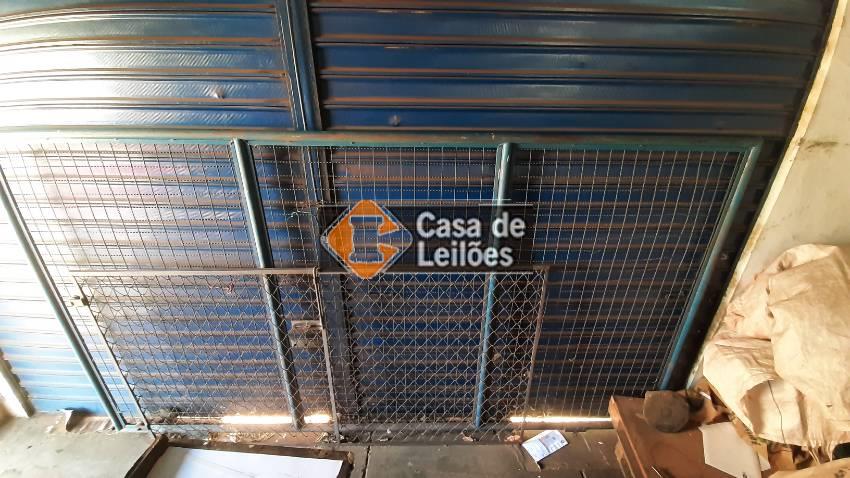 Casa de
Leilões